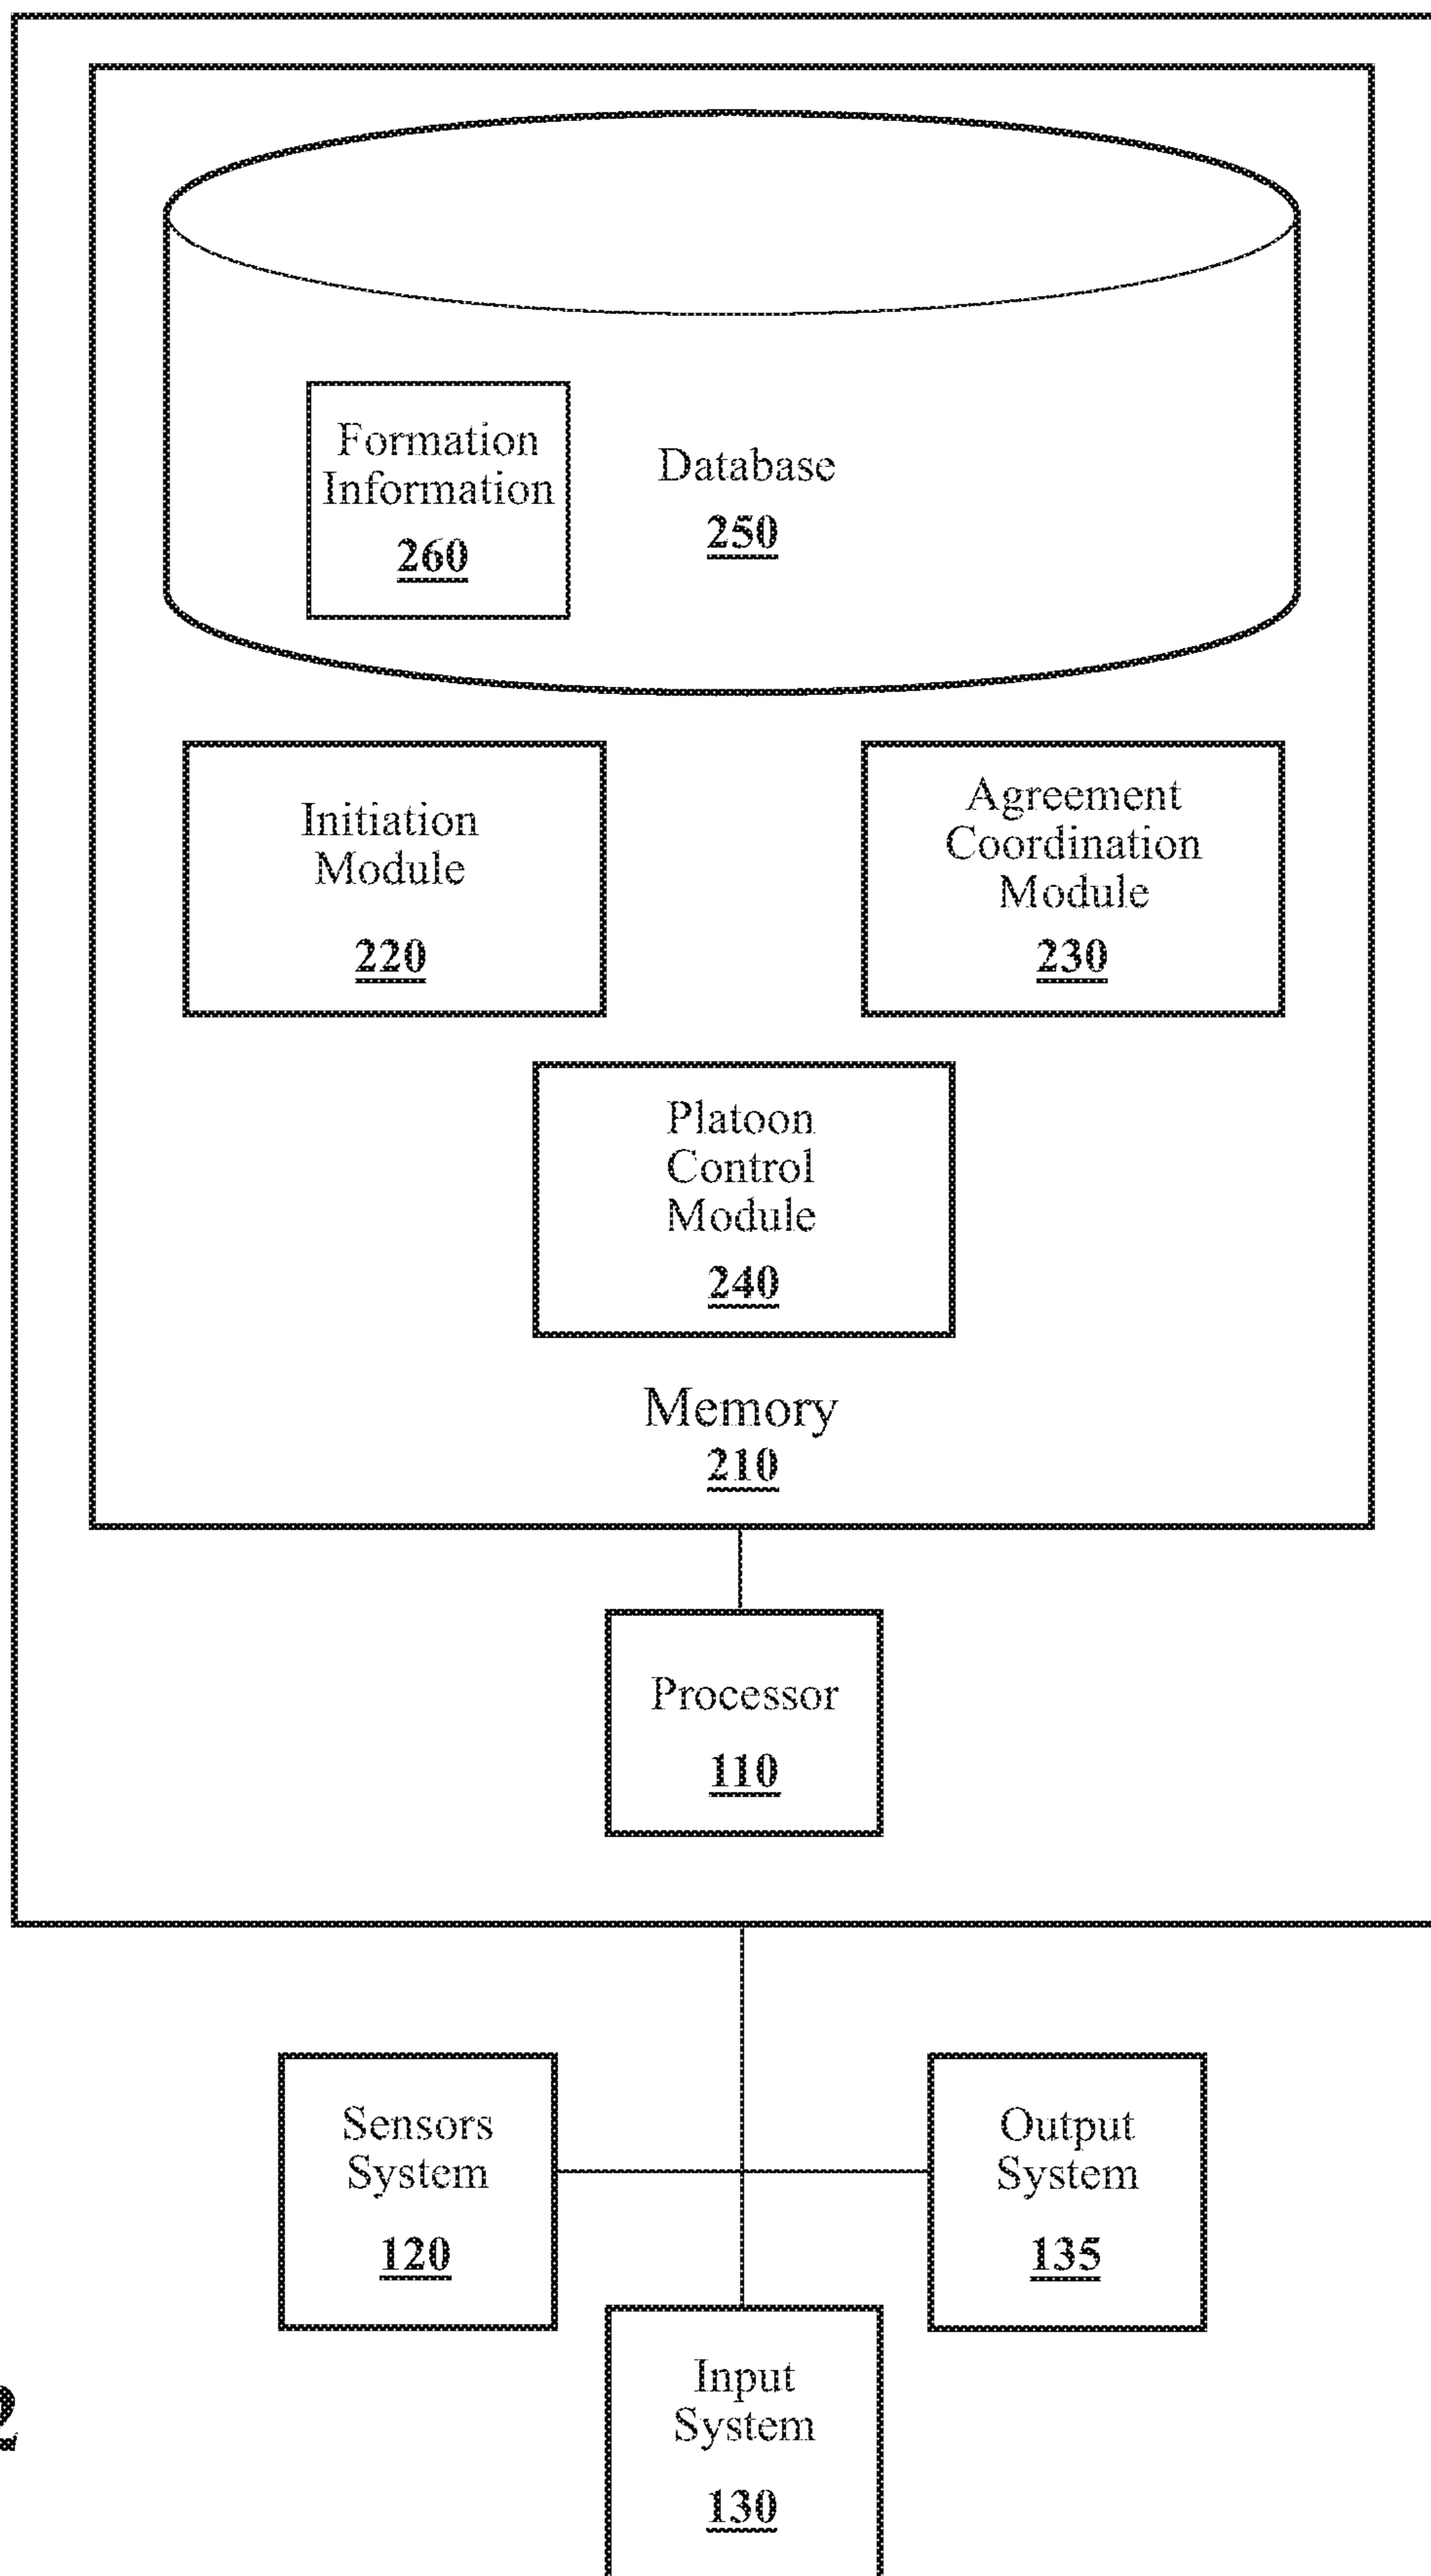 Formation
Information
260
Database
250
Initiation
Module
220
Agreement
Coordination
Module
230
Platoon
Control
Module
240
Memory
210
Processor
110
Sensors
System
120
Output
System
135
Input
System
130
2